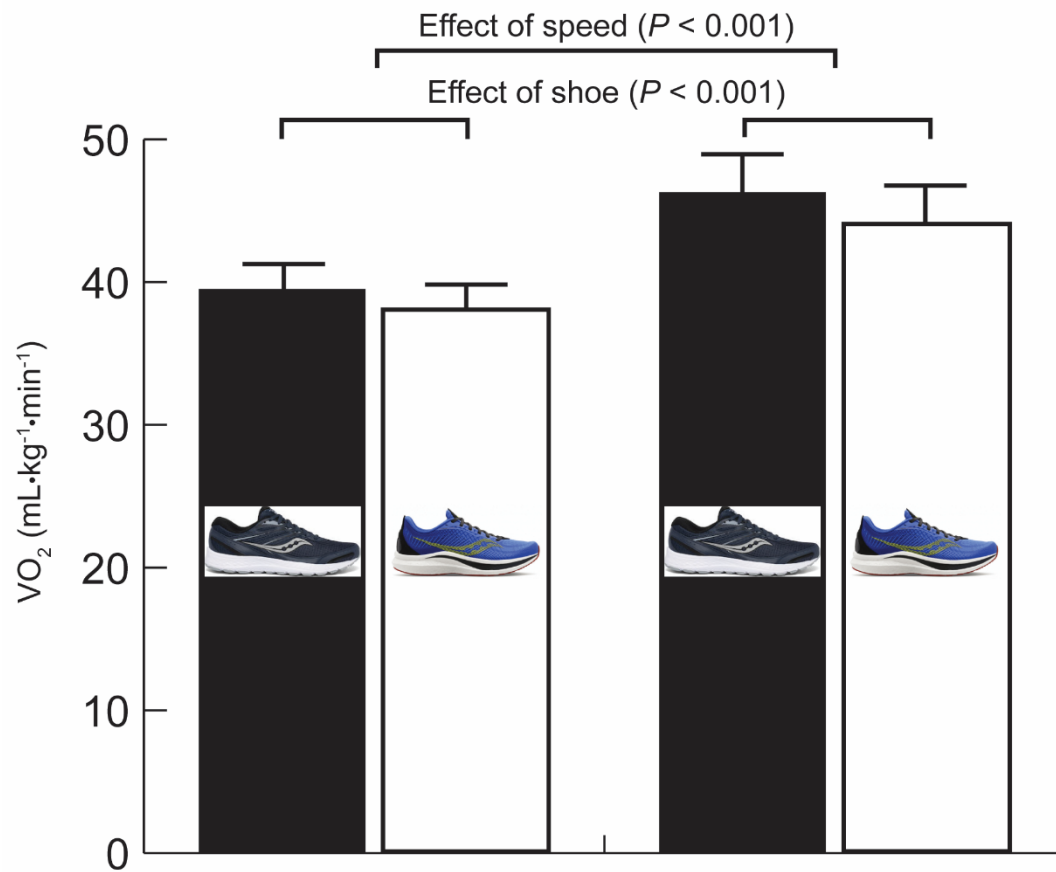 Effect of speed (P < 0.001)
Effect of shoe (P < 0.001)
50
40
30
20
10
0
VO₂ (mL•kg⁻¹•min⁻¹)